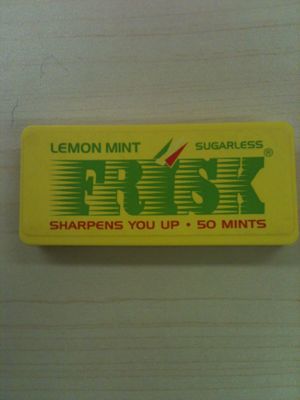 LEMON MINT SUGARLESS
FRISK®
SHARPENS YOU UP • 50 MINTS